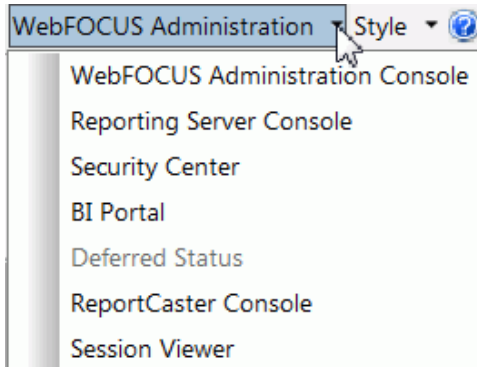 WebFOCUS Administration Style
WebFOCUS Administration Console
Reporting Server Console
Security Center
BI Portal
Deferred Status
ReportCaster Console
Session Viewer